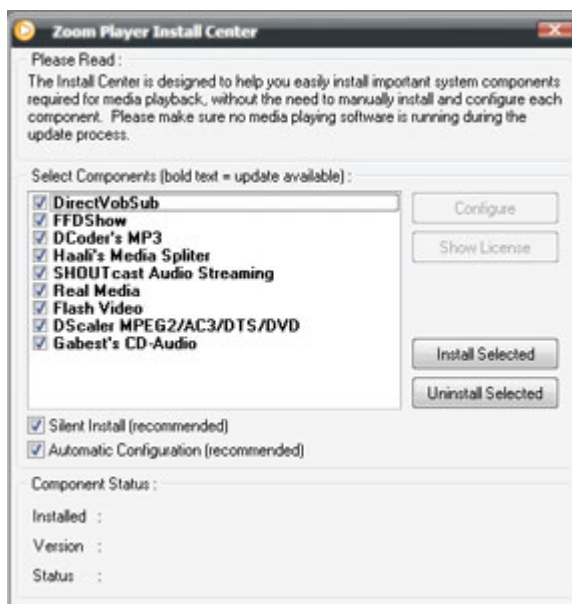 Zoom Player Install Center
Please Read :
The Install Center is designed to help you easily install important system components
required for media playback, without the need to manually install and configure each
component. Please make sure no media playing software is running during the
update process.
Select Components (bold text = update available) :
DirectVobSub
FFDShow
DCoder's MP3
Haali's Media Spliter
SHOUTcast Audio Streaming
Real Media
Flash Video
DScaler MPEG2/AC3/DTS/DVD
Gabest's CD-Audio
Configure
Show License
Install Selected
Uninstall Selected
Silent Install (recommended)
Automatic Configuration (recommended)
Component Status :
Installed :
Version :
Status :